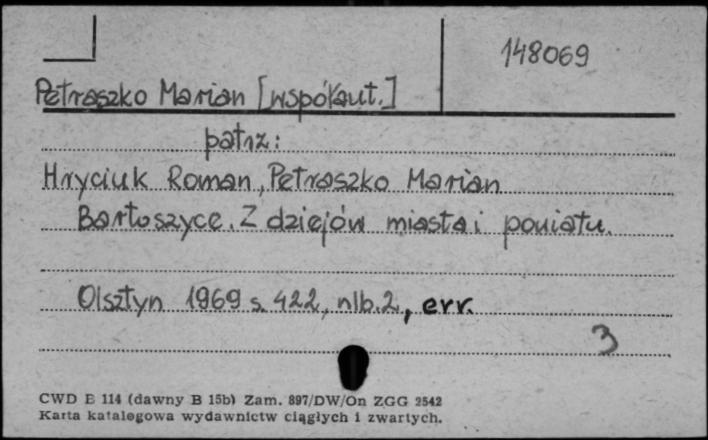 148069
Petraszko Marian [współaut.]
patrz:
Hryciuk Roman, Petraszko Marian
Bartoszyce. Z dziejów miasta i powiatu.
Olsztyn 1969 s. 422, nlb. 2, err.
3
CWD E 114 (dawny B 15b) Zam. 897/DW/On ZGG 2542
Karta katalogowa wydawnictw ciągłych i zwartych.